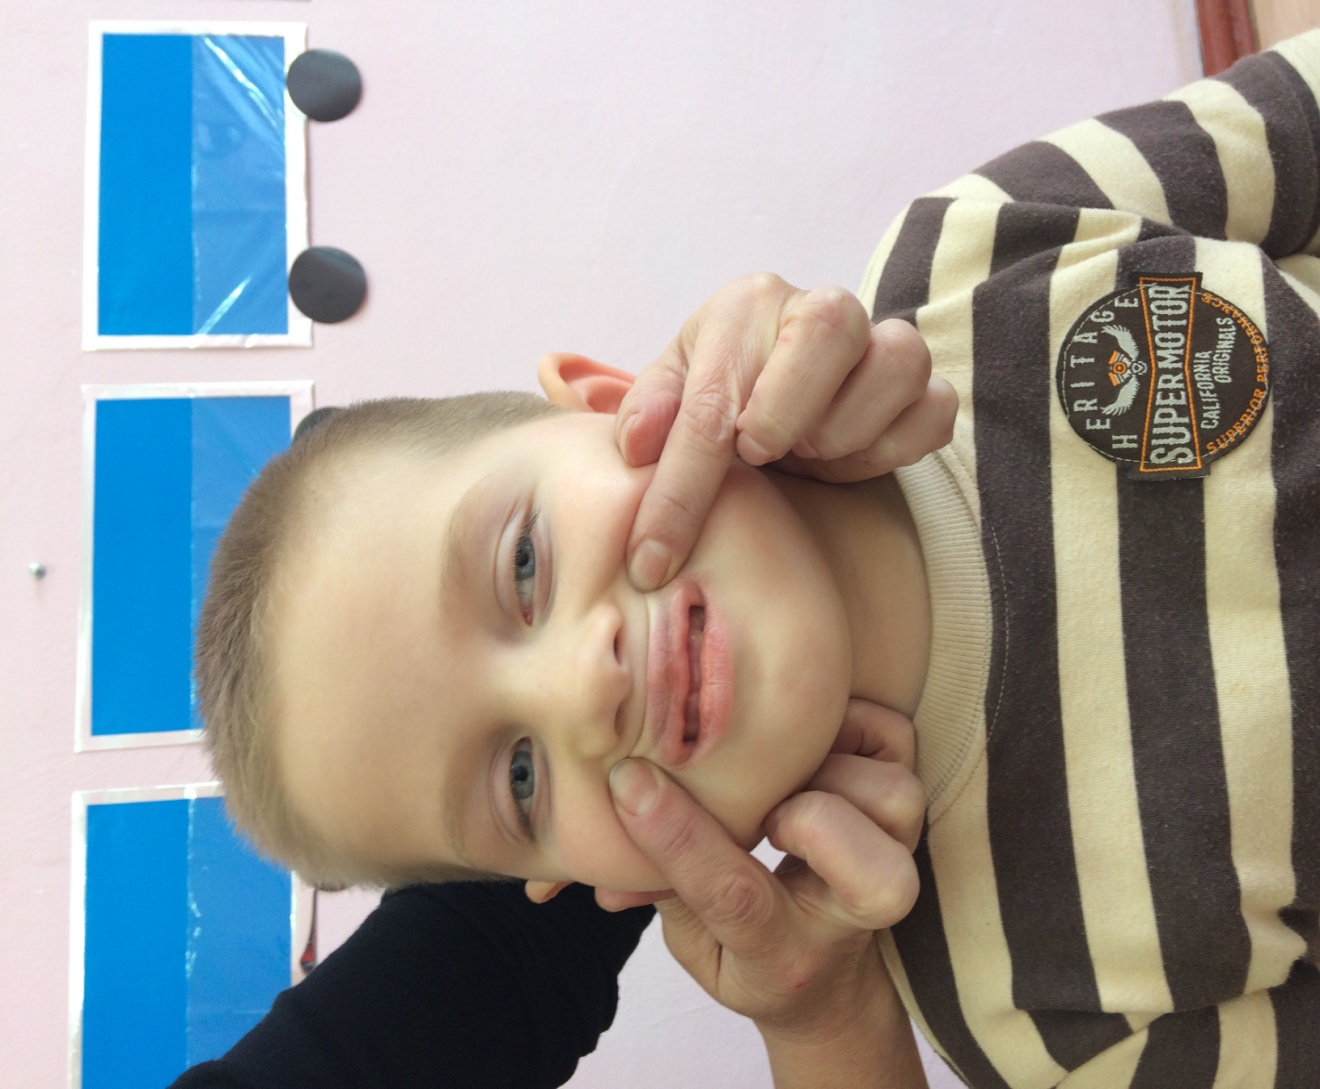 HERITAGE
SUPERMOTOR
CALIFORNIA
ORIGINALS
SUPERIOR PERFORMANCE